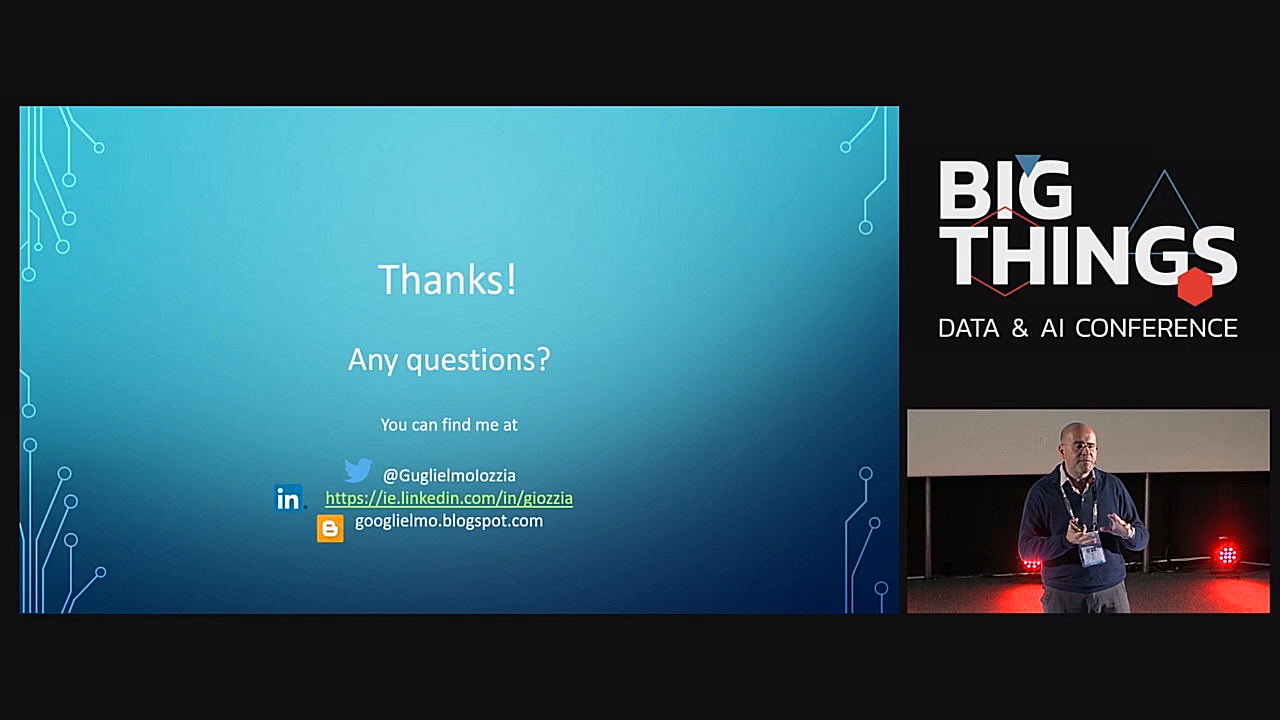 Thanks!
Any questions?
You can find me at
@GuglielmoIozzia
in
https://ie.linkedin.com/in/giozzia
googlielmo.blogspot.com
BIG
THINGS
DATA & AI CONFERENCE